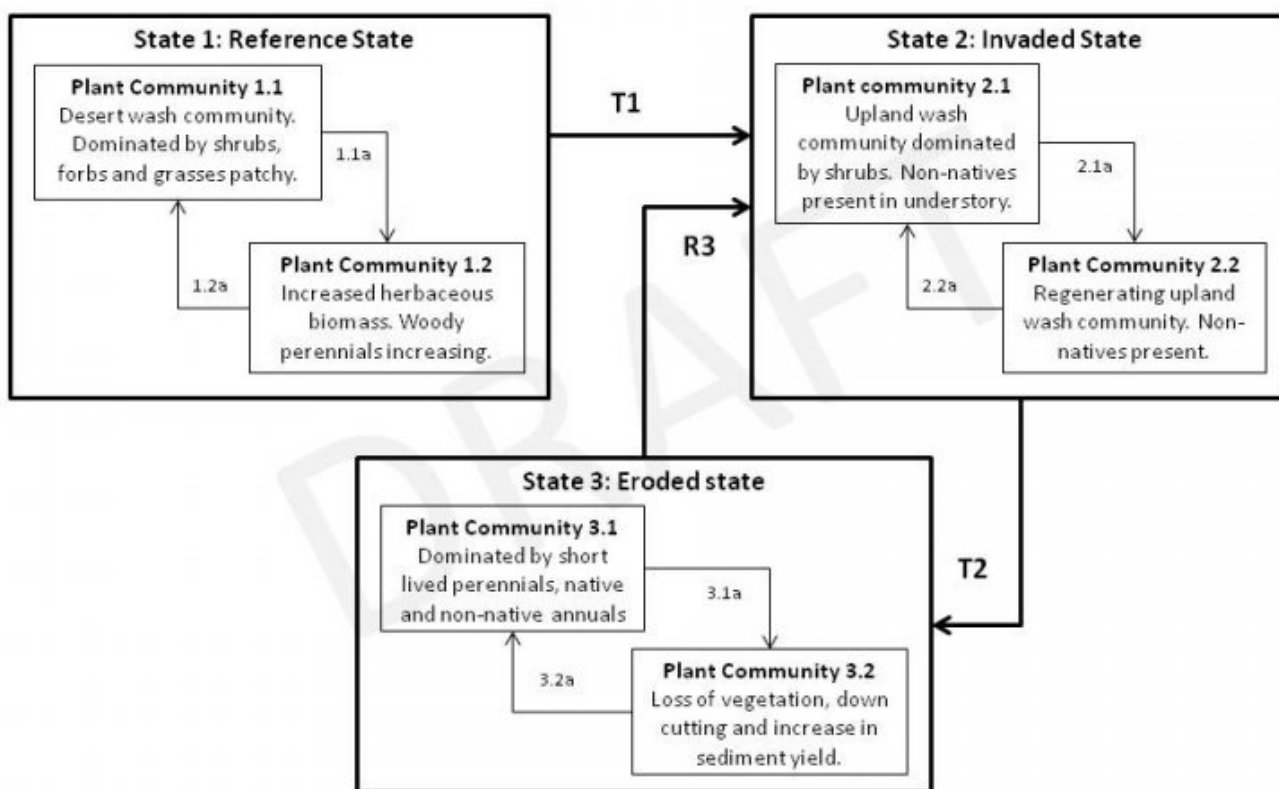 State 1: Reference State
Plant Community 1.1
Desert wash community.
Dominated by shrubs,
forbs and grasses patchy.
1.1a
1.2a
Plant Community 1.2
Increased herbaceous
biomass. Woody
perennials increasing.
T1
R3
State 2: Invaded State
Plant community 2.1
Upland wash
community dominated
by shrubs. Non-natives
present in understory.
2.1a
2.2a
Plant Community 2.2
Regenerating upland
wash community. Non-
natives present.
T2
State 3: Eroded state
Plant Community 3.1
Dominated by short
lived perennials, native
and non-native annuals
3.1a
3.2a
Plant Community 3.2
Loss of vegetation, down
cutting and increase in
sediment yield.
DRAFT